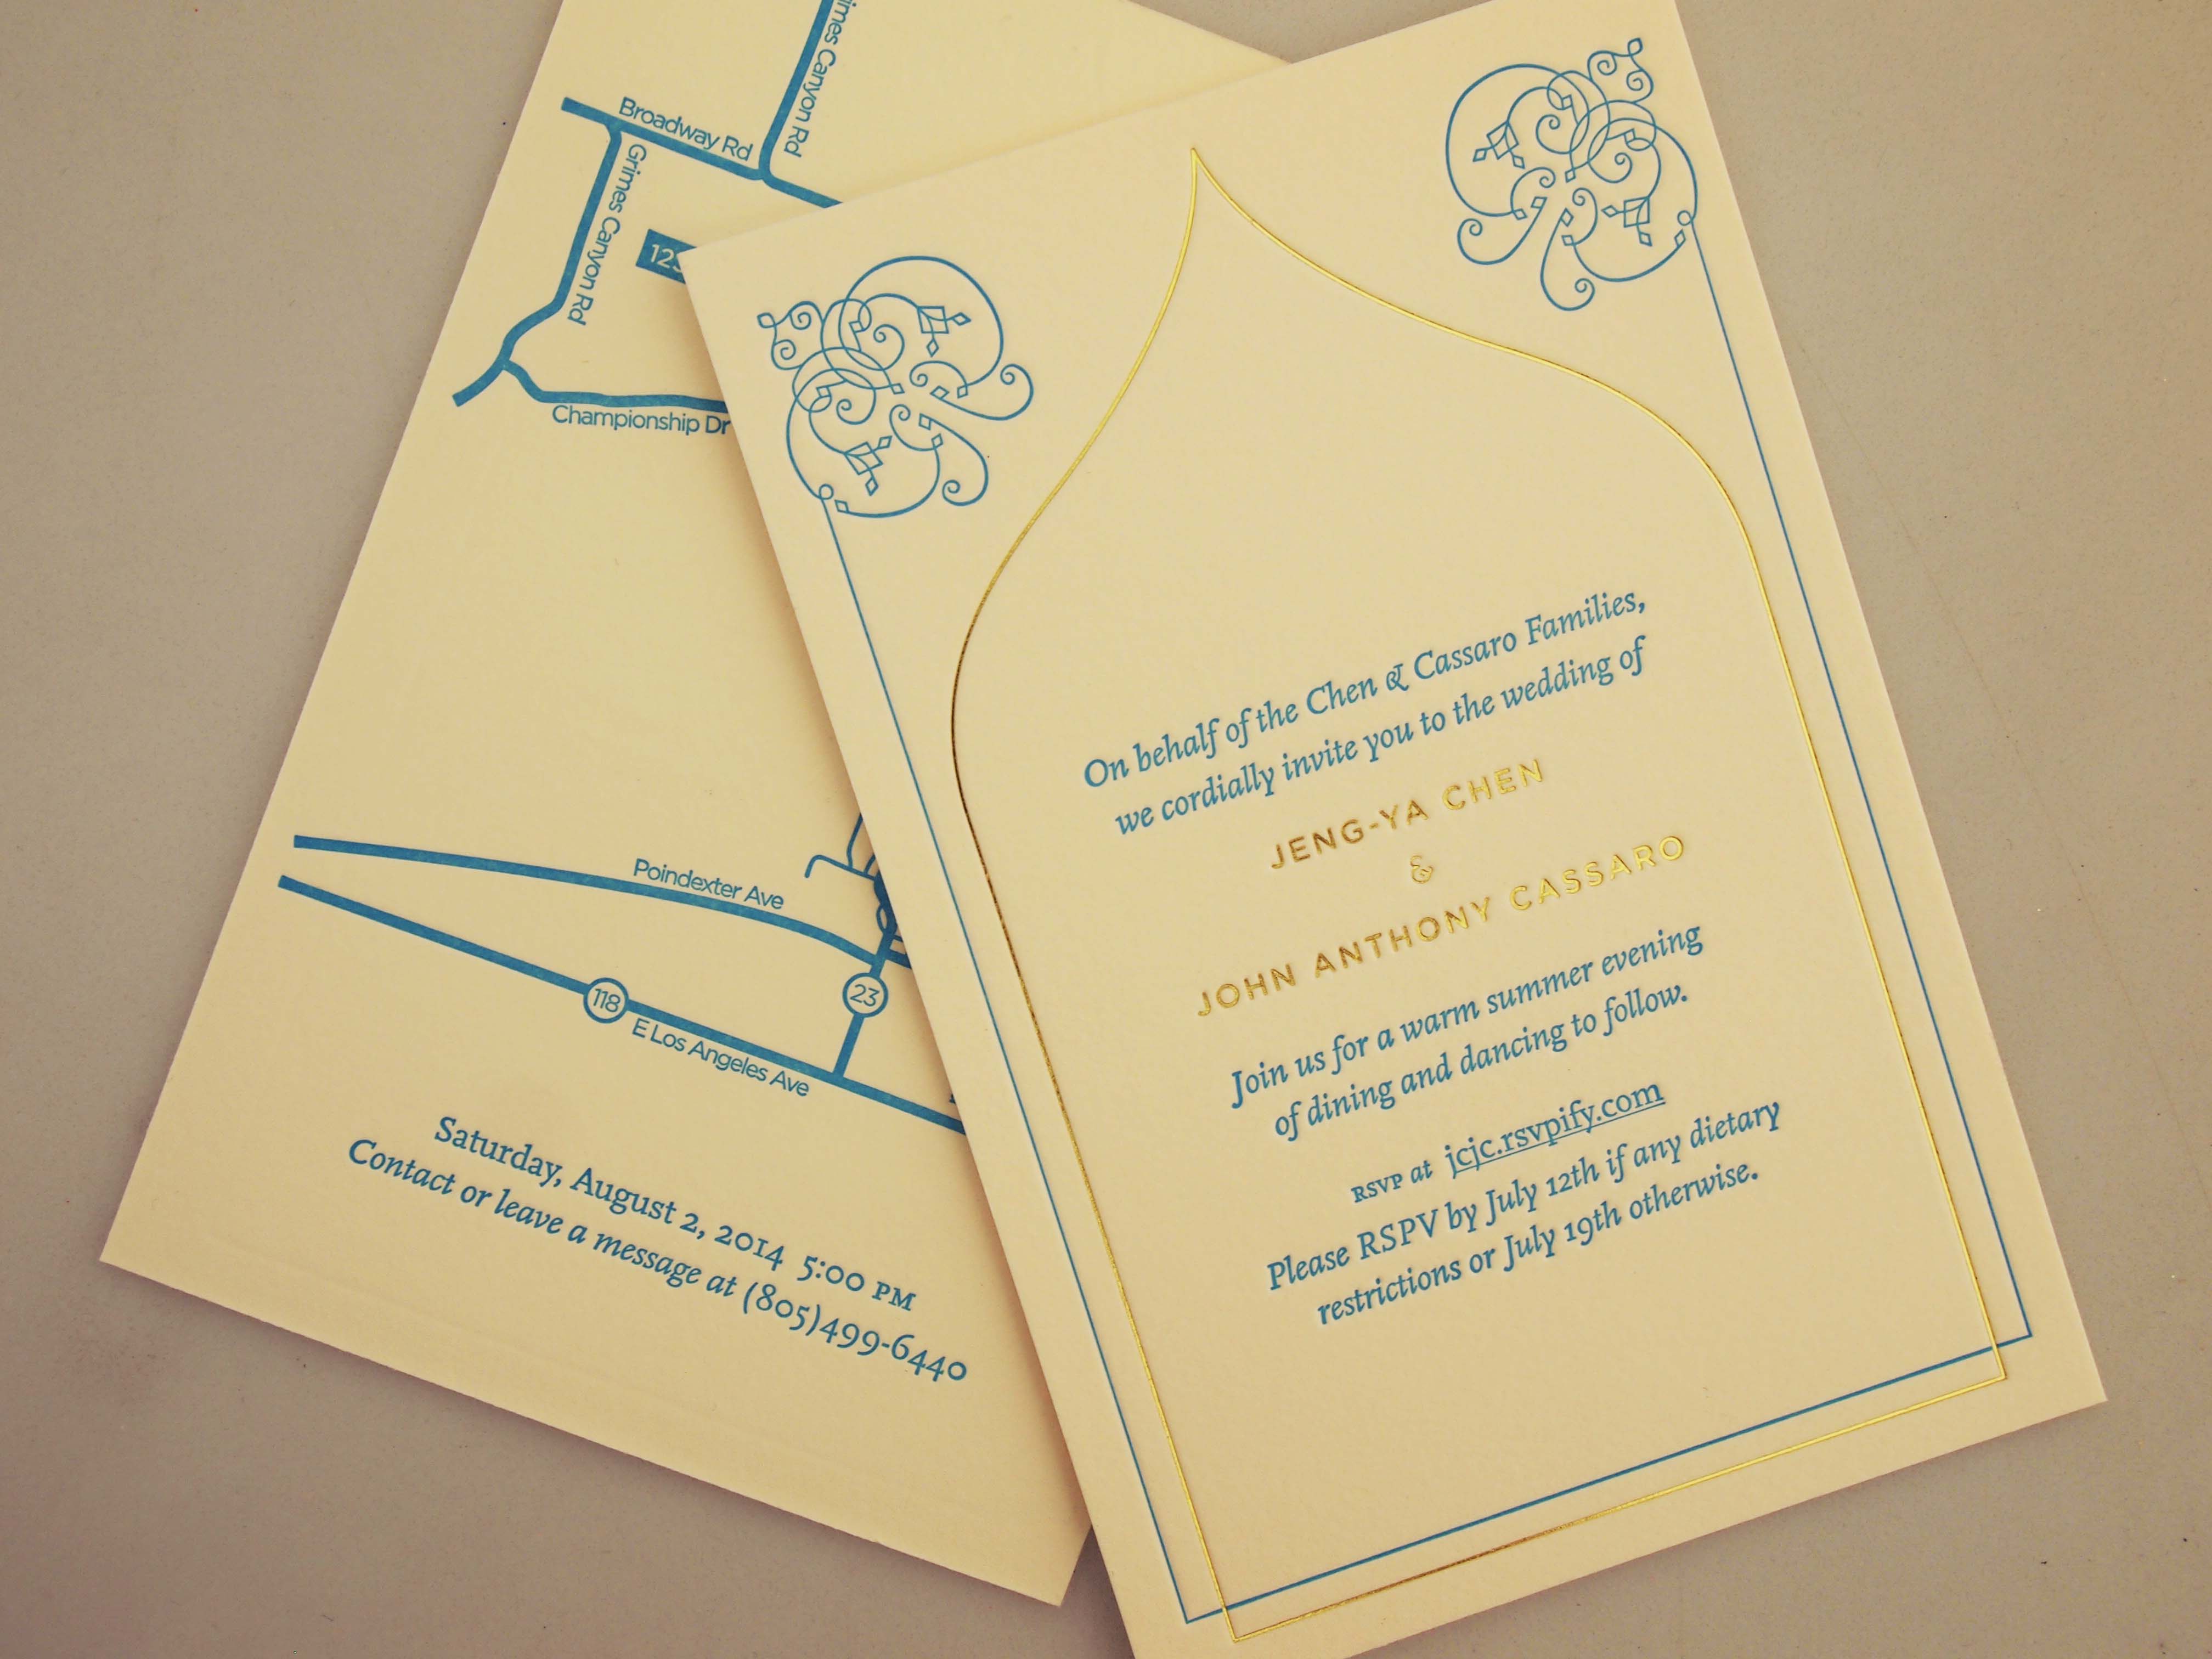 imes Canyon Rd
Broadway Rd
Grimes Canyon Rd
Championship Dr
Poindexter Ave
23
118
E Los Angeles Ave
Saturday, August 2, 2014 5:00 PM
Contact or leave a message at (805)499-6440
On behalf of the Chen & Cassaro Families,
we cordially invite you to the wedding of
JENG-YA CHEN
&
JOHN ANTHONY CASSARO
Join us for a warm summer evening
of dining and dancing to follow.
RSVP at jcjc.rsvpify.com
Please RSPV by July 12th if any dietary
restrictions or July 19th otherwise.